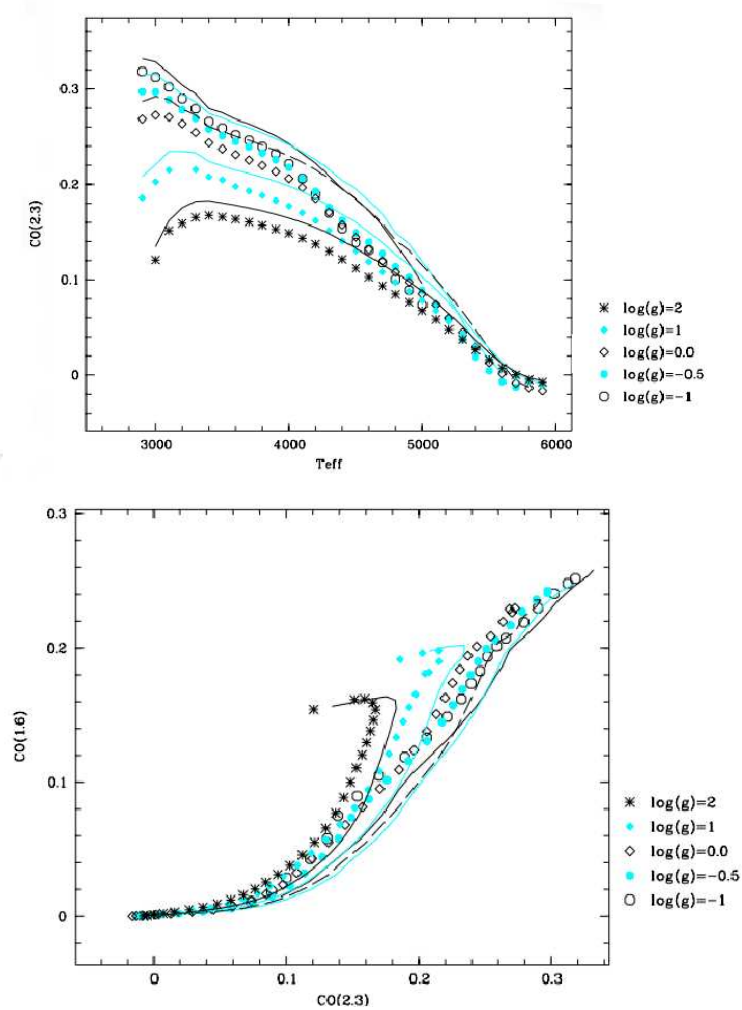 0.3
0.2
CO(2.3)
0.1
0
3000 4000 5000 6000
Teff
log(g)=2
log(g)=1
log(g)=0.0
log(g)=-0.5
log(g)=-1
0.3
0.2
CO(1.6)
0.1
0
0 0.1 0.2 0.3
CO(2.3)
log(g)=2
log(g)=1
log(g)=0.0
log(g)=-0.5
log(g)=-1